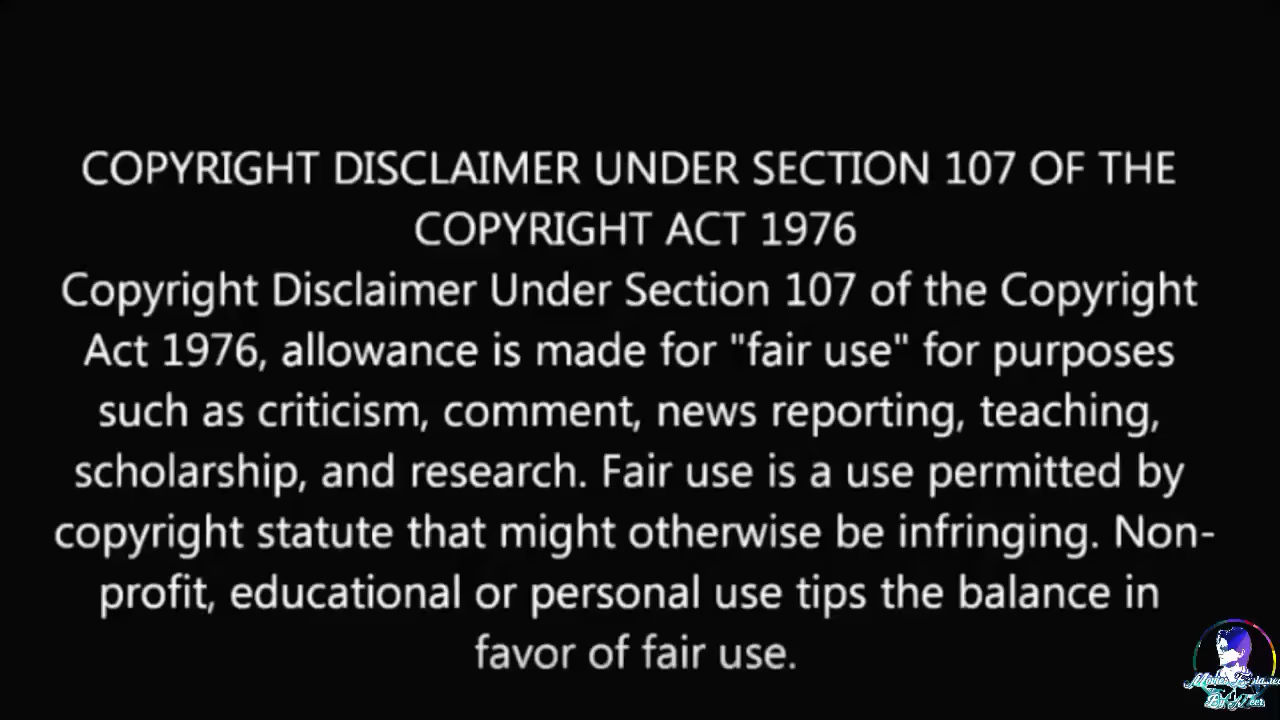 COPYRIGHT DISCLAIMER UNDER SECTION 107 OF THE
COPYRIGHT ACT 1976
Copyright Disclaimer Under Section 107 of the Copyright
Act 1976, allowance is made for "fair use" for purposes
such as criticism, comment, news reporting, teaching,
scholarship, and research. Fair use is a use permitted by
copyright statute that might otherwise be infringing. Non-
profit, educational or personal use tips the balance in
favor of fair use.
Movies
By